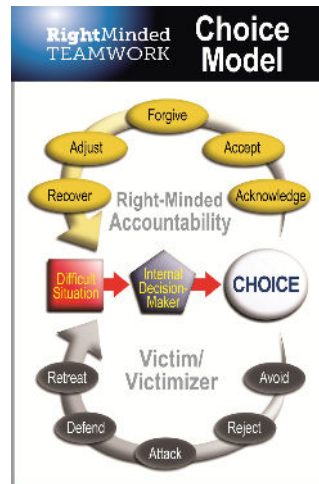 RightMinded
TEAMWORK
Choice
Model
Forgive
Adjust
Accept
Recover
Acknowledge
Right-Minded
Accountability
Difficult
Situation
Internal
Decision-
Maker
CHOICE
Victim/
Victimizer
Retreat
Avoid
Defend
Reject
Attack